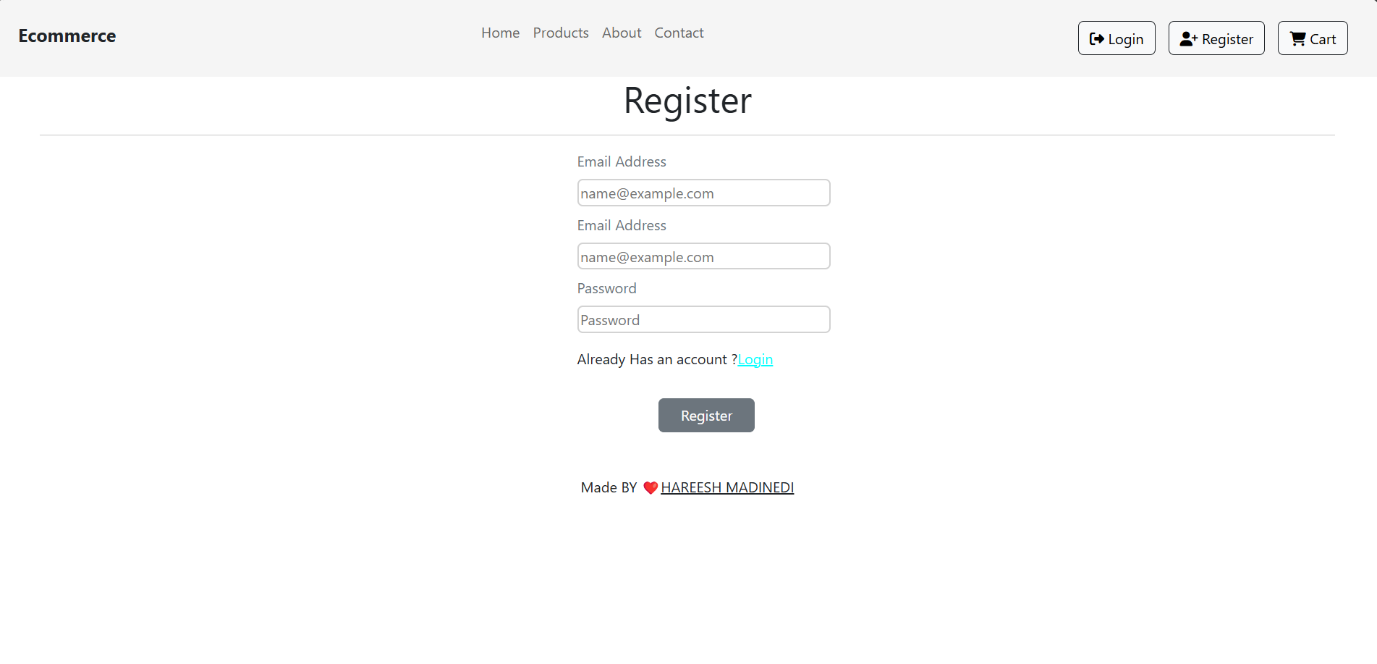 Ecommerce Home Products About Contact Login Register Cart
Register
Email Address
name@example.com
Email Address
name@example.com
Password
Password
Already Has an account ?Login
Register
Made BY ❤️HAREESH MADINEDI